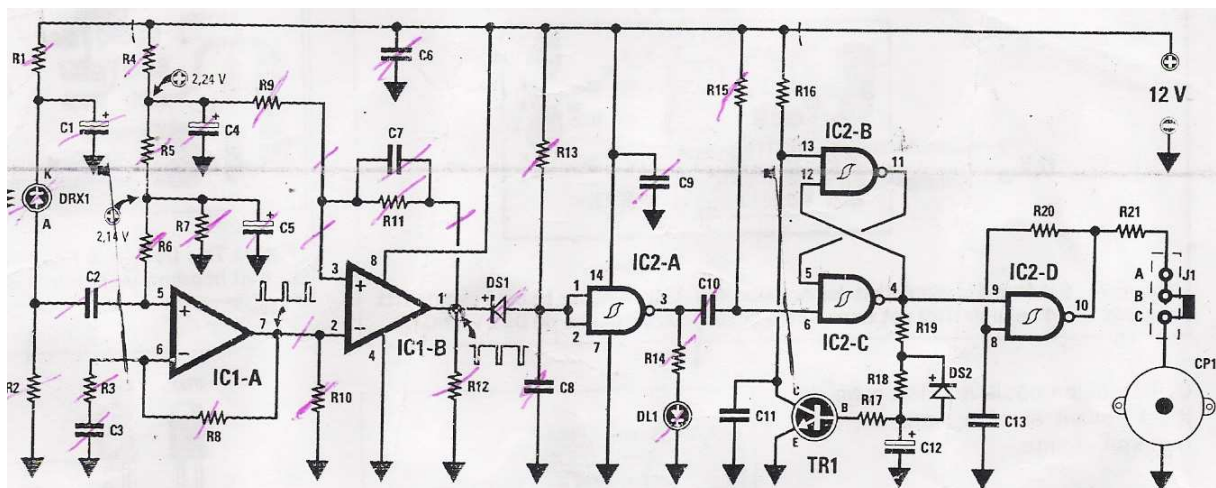 R1
R4
2,24 V
R9
C6
C1
R5
C4
C7
R13
R15
R16
IC2-B
13
11
12
12 V
K
DRX1
A
2,14 V
R7
C5
R11
C9
R6
C2
5
7
6
IC1-A
3
8
2
4
1
IC1-B
DS1
IC2-A
14
1
2
3
7
C10
5
4
6
IC2-C
R20
R21
IC2-D
9
10
8
A
B
C
J1
R2
R3
C3
R8
R10
R12
C8
R14
DL1
C11
C
B
E
TR1
R17
R18
R19
DS2
C12
C13
CP1